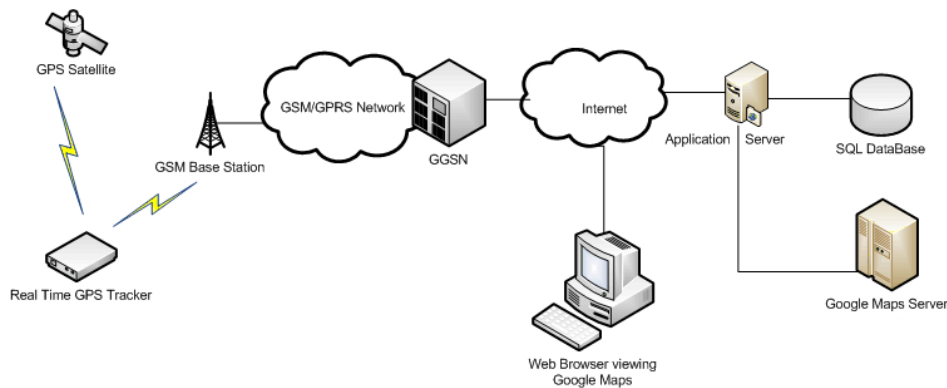 GPS Satellite
GSM/GPRS Network
Internet
GSM Base Station
GGSN
Application Server
SQL DataBase
Real Time GPS Tracker
Google Maps Server
Web Browser viewing
Google Maps